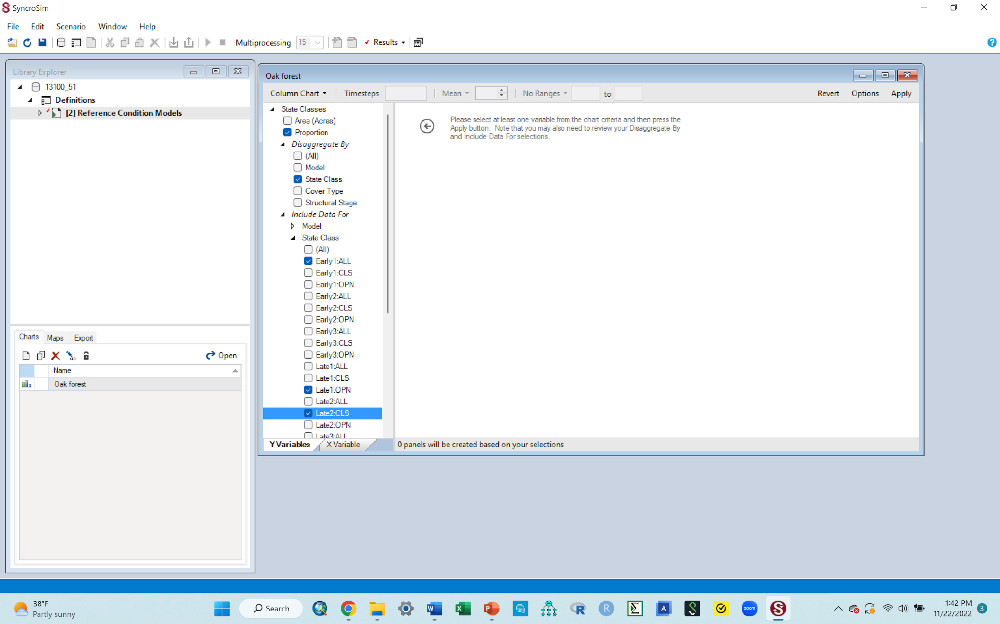 SyncroSim
File Edit Scenario Window Help
Multiprocessing 15 Results
Library Explorer
13100_51
Definitions
[2] Reference Condition Models
Charts Maps Export
Open
Name
Oak forest
Oak forest
Column Chart Timesteps Mean No Ranges to Revert Options Apply
State Classes
Area (Acres)
Proportion
Disaggregate By
(All)
Model
State Class
Cover Type
Structural Stage
Include Data For
Model
State Class
(All)
Early1:ALL
Early1:CLS
Early1:OPN
Early2:ALL
Early2:CLS
Early2:OPN
Early3:ALL
Early3:CLS
Early3:OPN
Late1:ALL
Late1:CLS
Late1:OPN
Late2:ALL
Late2:CLS
Late2:OPN
Late3:ALL
Y Variables X Variable
Please select at least one variable from the chart criteria and then press the
Apply button. Note that you may also need to review your Disaggregate By
and Include Data For selections.
0 panels will be created based on your selections
38°F
Partly sunny
Search
zoom
1:42 PM
11/22/2022
3